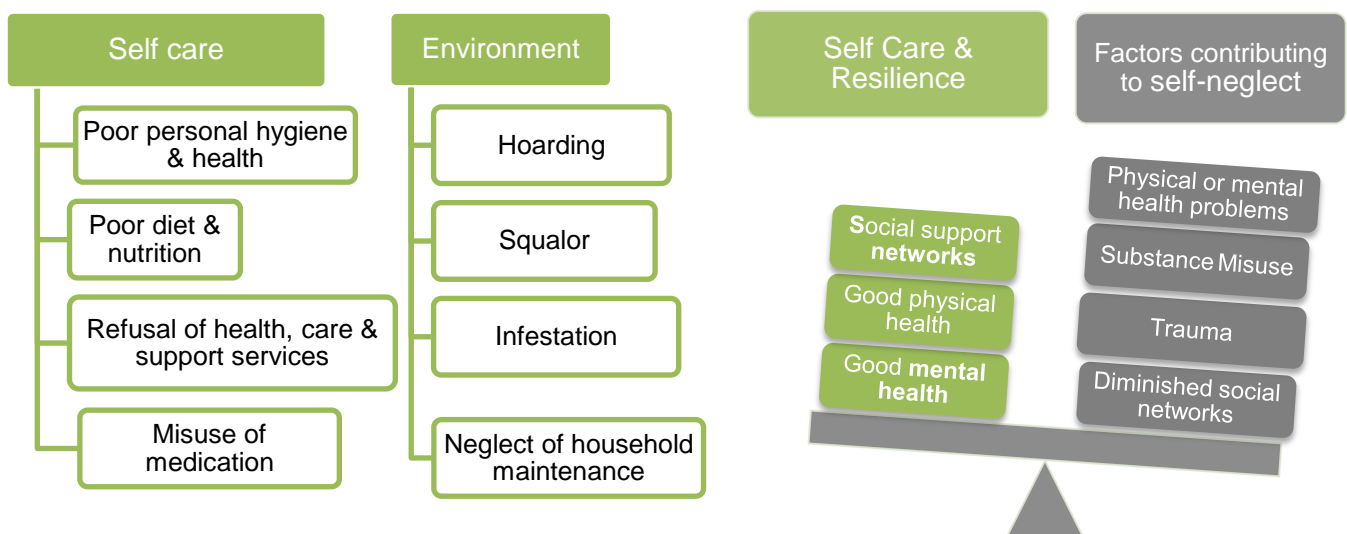 Self care
Poor personal hygiene
& health
Poor diet &
nutrition
Refusal of health, care &
support services
Misuse of
medication
Environment
Hoarding
Squalor
Infestation
Neglect of household
maintenance
Self Care &
Resilience
Social support
networks
Good physical
health
Good mental
health
Factors contributing
to self-neglect
Physical or mental
health problems
Substance Misuse
Trauma
Diminished social
networks